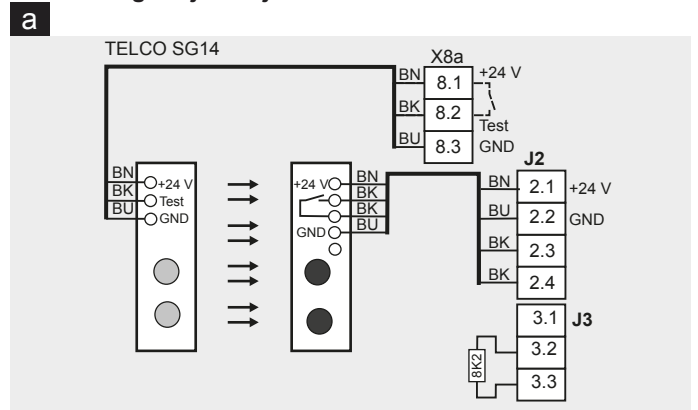 a
TELCO SG14
X8a
BN 8.1 +24 V
BK 8.2 Test
BU 8.3 GND
J2
BN 2.1 +24 V
BU 2.2 GND
BK 2.3
BK 2.4
BN +24 V
BK Test
BU GND
+24 V BN
BK
BK
GND BU
3.1 J3
3.2
3.3
8K2